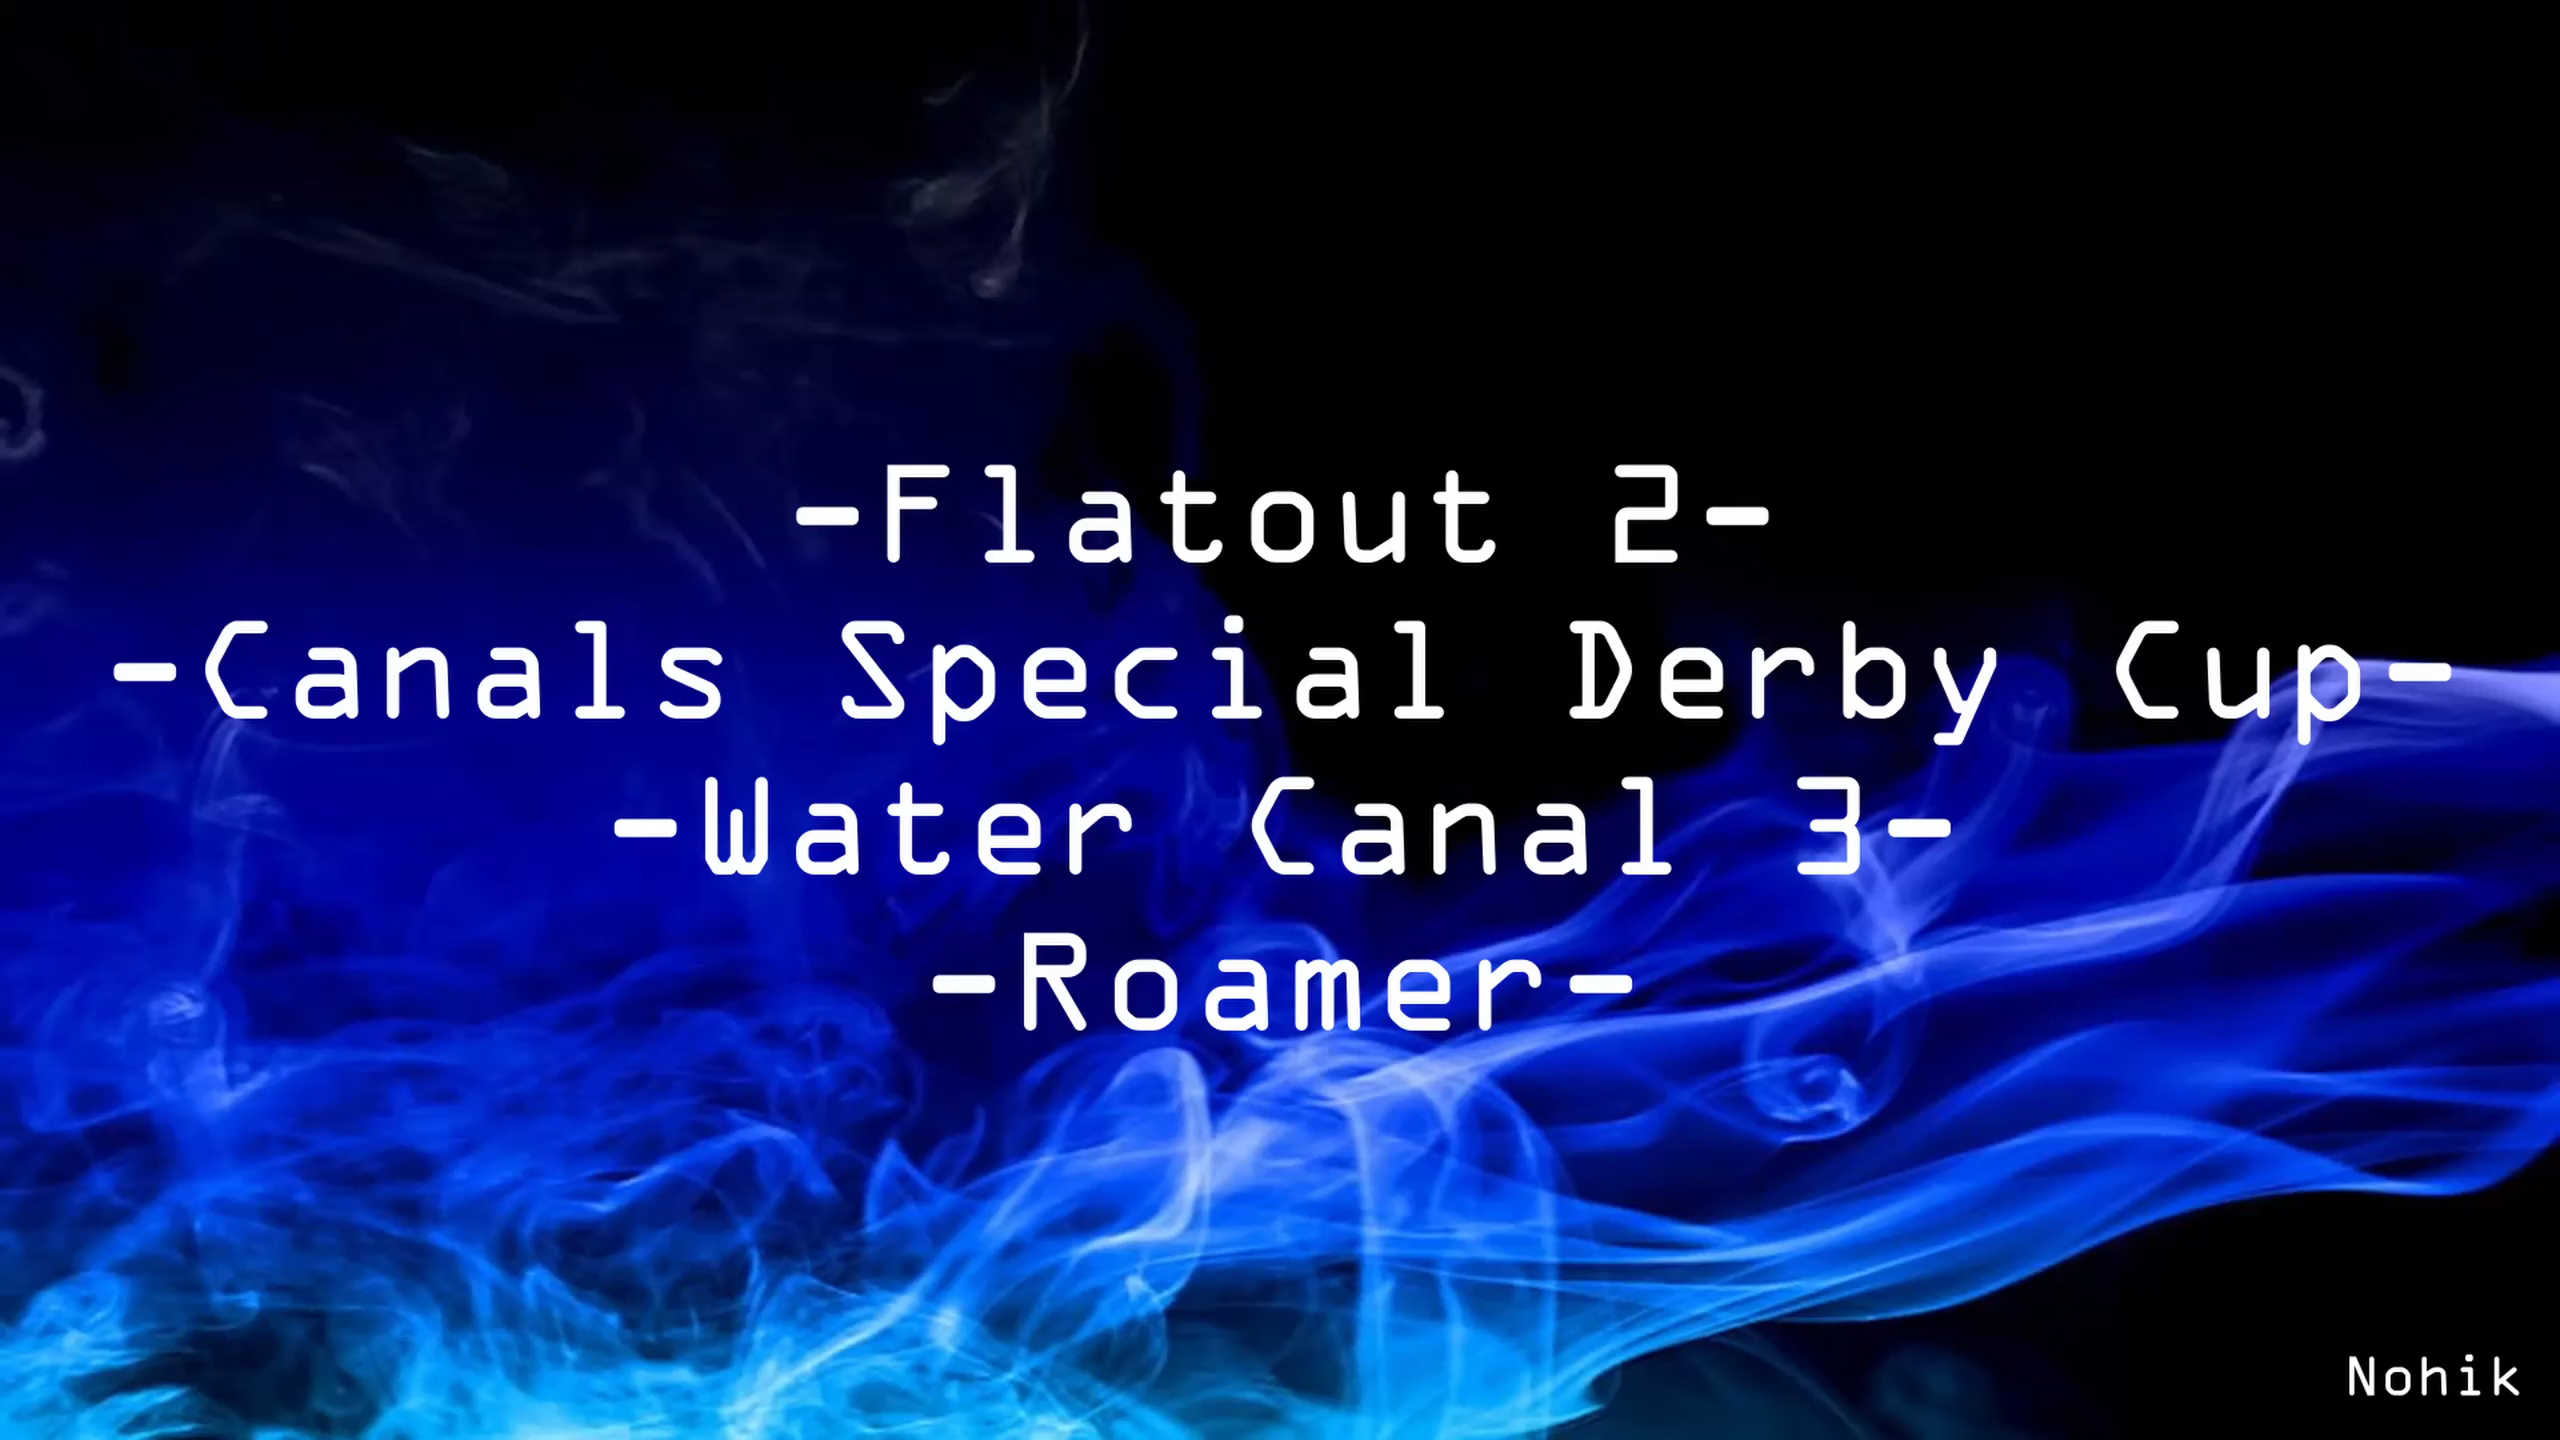 -Flatout 2-
-Canals Special Derby Cup-
-Water Canal 3-
-Roamer-
Nohik